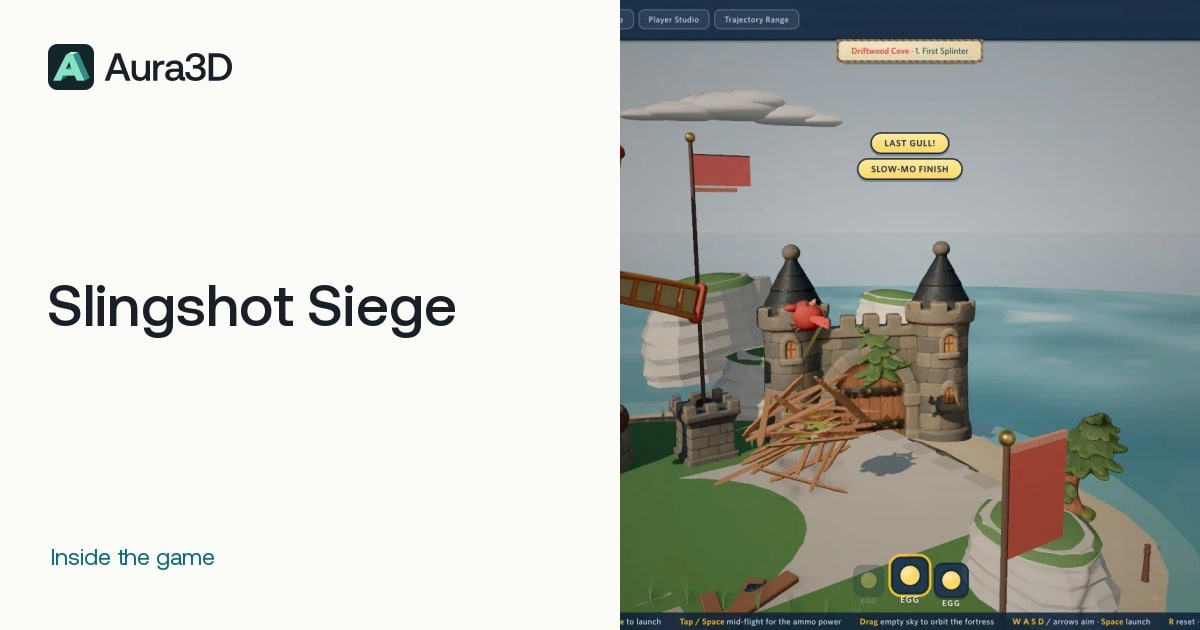 Aura3D
Slingshot Siege
Inside the game
Player Studio
Trajectory Range
Driftwood Cove · 1. First Splinter
LAST GULL!
SLOW-MO FINISH
EGG
EGG
EGG
to launch
Tap / Space mid-flight for the ammo power
Drag empty sky to orbit the fortress
W A S D / arrows aim · Space launch
R reset